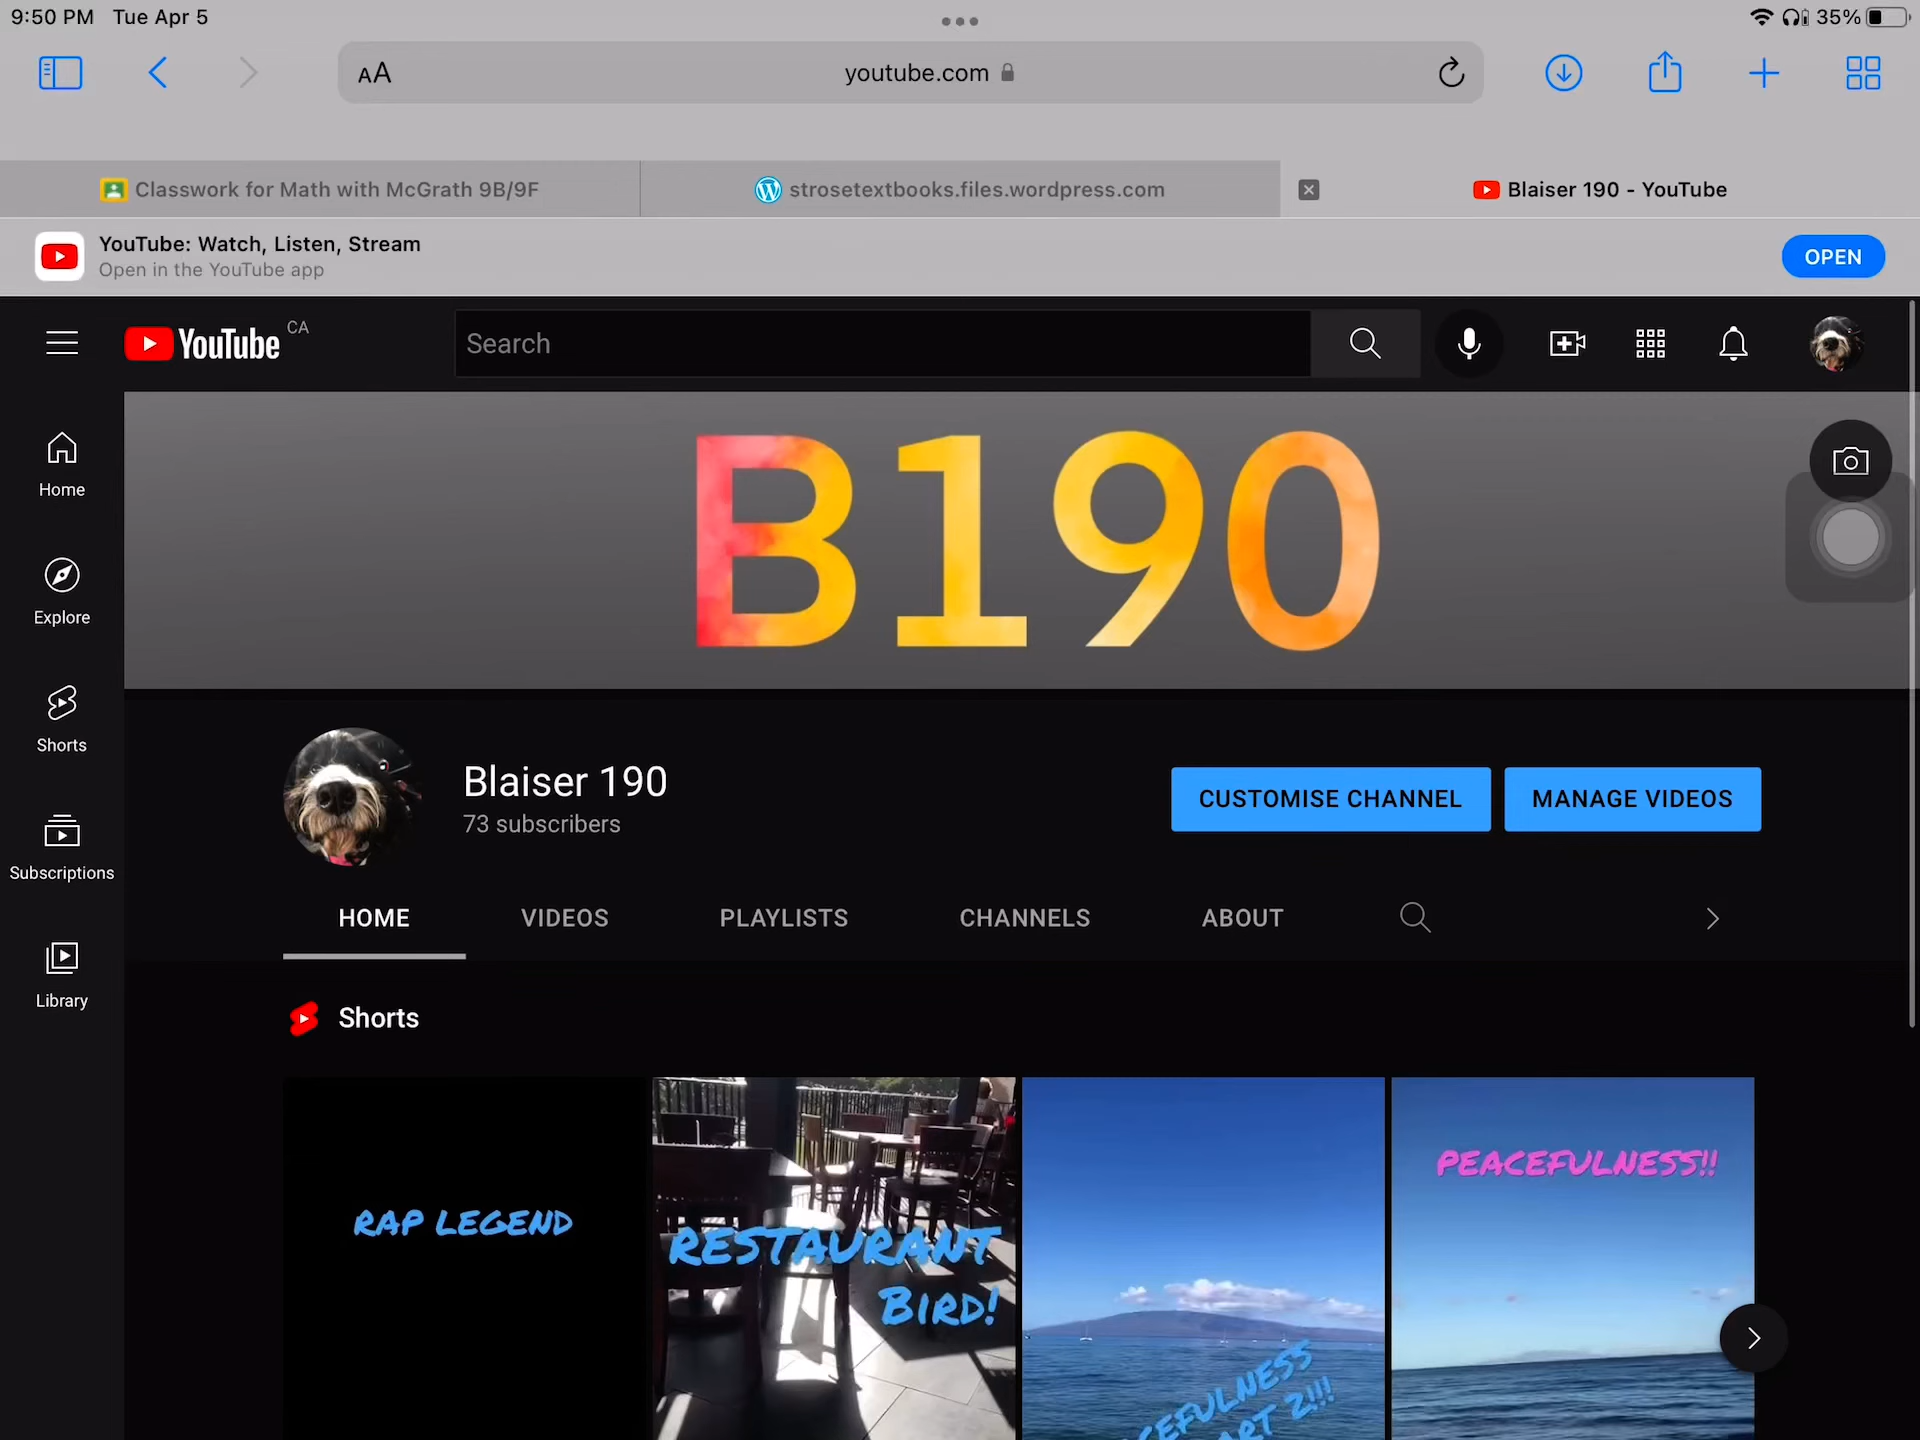 9:50 PM Tue Apr 5
35%
AA
youtube.com
Classwork for Math with McGrath 9B/9F
strosetextbooks.files.wordpress.com
Blaiser 190 - YouTube
YouTube: Watch, Listen, Stream
Open in the YouTube app
OPEN
YouTube CA
Search
B190
Home
Explore
Shorts
Subscriptions
Library
Blaiser 190
73 subscribers
CUSTOMISE CHANNEL
MANAGE VIDEOS
HOME
VIDEOS
PLAYLISTS
CHANNELS
ABOUT
Shorts
RAP LEGEND
RESTAURANT
BIRD!
PEACEFULNESS!!